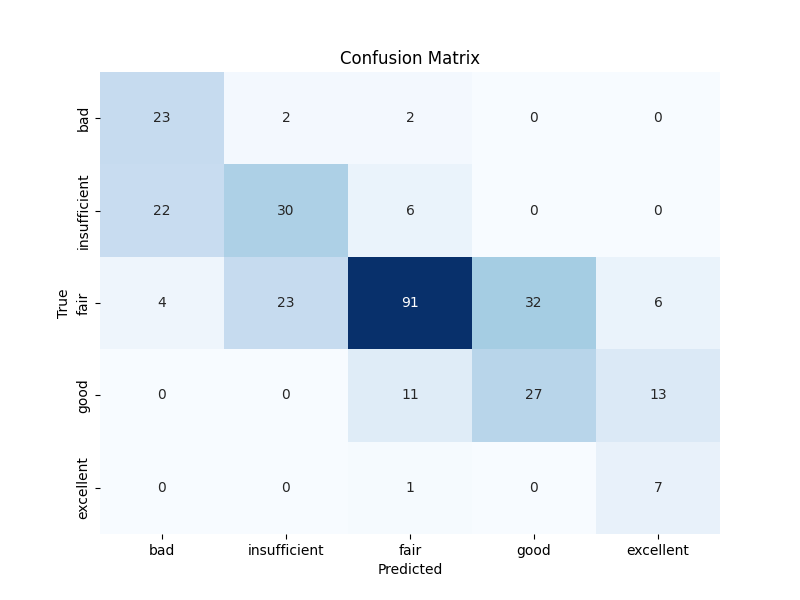 Confusion Matrix
bad 23 2 2 0 0
insufficient 22 30 6 0 0
True
fair 4 23 91 32 6
good 0 0 11 27 13
excellent 0 0 1 0 7
bad insufficient fair good excellent
Predicted